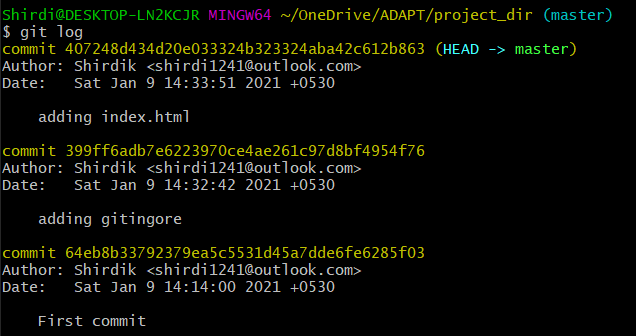 Shirdi@DESKTOP-LN2KCJR MINGW64 ~/OneDrive/ADAPT/project_dir (master)
$ git log
commit 407248d434d20e033324b323324aba42c612b863 (HEAD -> master)
Author: Shirdik <shirdi1241@outlook.com>
Date:   Sat Jan 9 14:33:51 2021 +0530
    adding index.html
commit 399ff6adb7e6223970ce4ae261c97d8bf4954f76
Author: Shirdik <shirdi1241@outlook.com>
Date:   Sat Jan 9 14:32:42 2021 +0530
    adding gitingore
commit 64eb8b33792379ea5c5531d45a7dde6fe6285f03
Author: Shirdik <shirdi1241@outlook.com>
Date:   Sat Jan 9 14:14:00 2021 +0530
    First commit